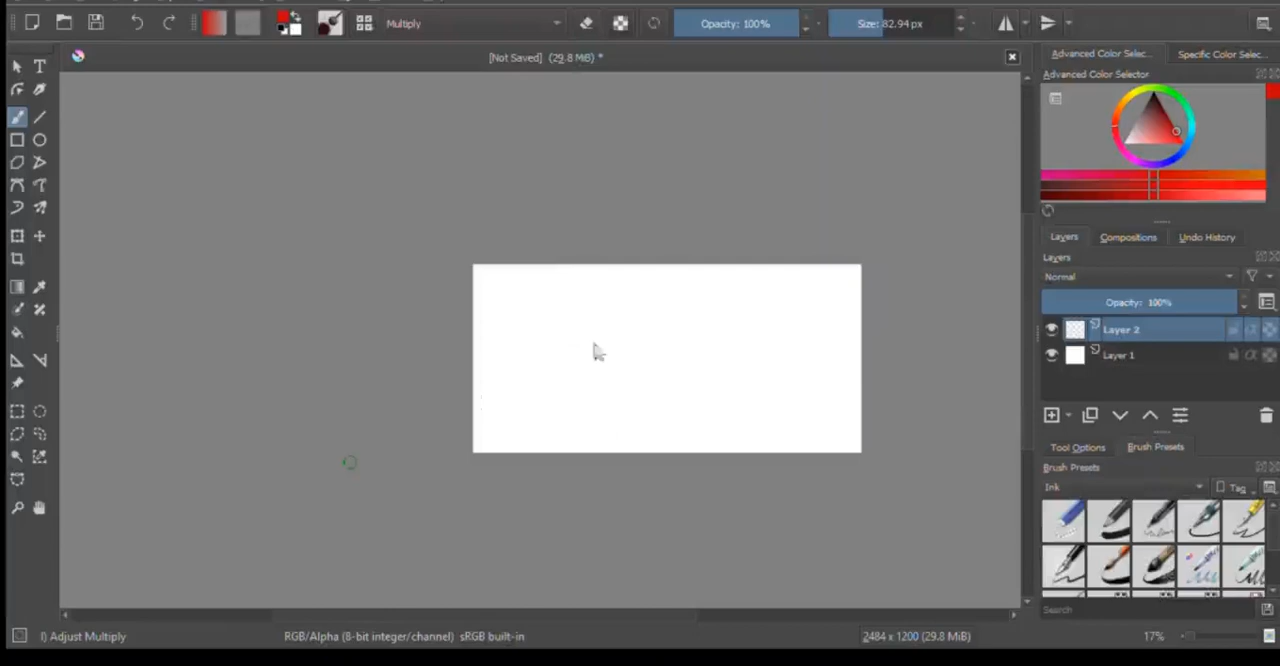 Multiply
Opacity: 100%
Size: 82.94 px
[Not Saved] (29.8 MiB) *
Advanced Color Selec...
Specific Color Selec...
Advanced Color Selector
Layers
Compositions
Undo History
Layers
Normal
Opacity: 100%
Layer 2
Layer 1
Tool Options
Brush Presets
Brush Presets
Ink
Tag
Search
l) Adjust Multiply
RGB/Alpha (8-bit integer/channel) sRGB built-in
2484 x 1200 (29.8 MiB)
17%